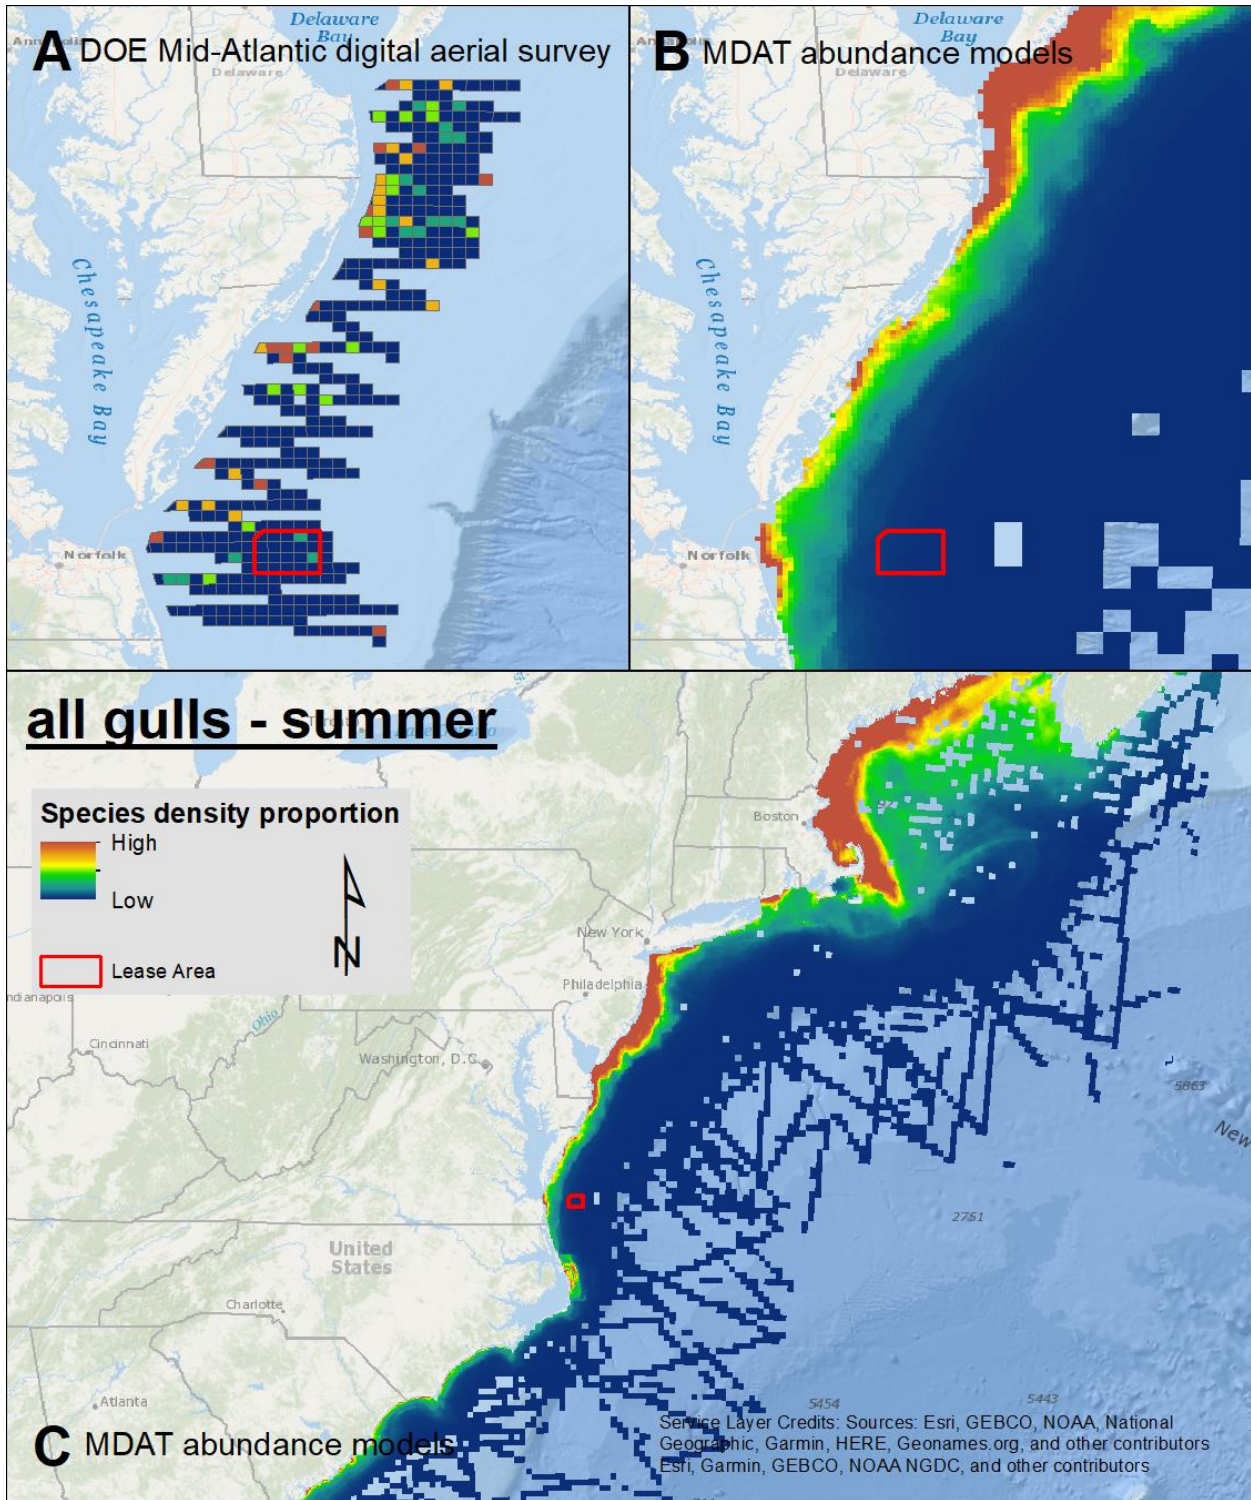 Delaware
Bay
A DOE Mid-Atlantic digital aerial survey
Delaware
Chesapeake Bay
Norfolk
Delaware
Bay
B MDAT abundance models
Delaware
Chesapeake Bay
Norfolk
all gulls - summer
Species density proportion
High
Low
N
Lease Area
Boston
New York
Philadelphia
Indianapolis
Ohio
Cincinnati
Washington, D.C.
5863
New
2751
United
States
Charlotte
Atlanta
5454
5443
Service Layer Credits: Sources: Esri, GEBCO, NOAA, National
Geographic, Garmin, HERE, Geonames.org, and other contributors
Esri, Garmin, GEBCO, NOAA NGDC, and other contributors
C MDAT abundance models